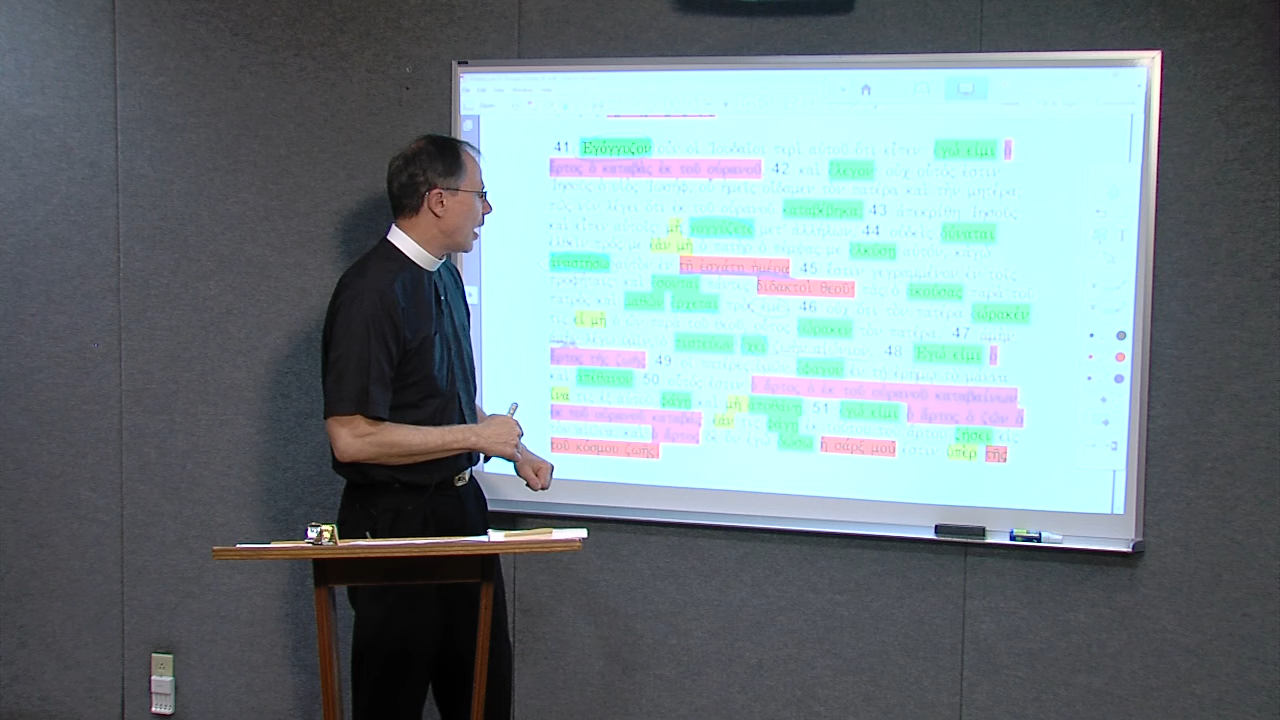 41 Ἐγόγγυζον οὖν οἱ Ἰουδαῖοι περὶ αὐτοῦ ὅτι εἶπεν· ἐγώ εἰμι ὁ
ἄρτος ὁ καταβὰς ἐκ τοῦ οὐρανοῦ, 42 καὶ ἔλεγον· οὐχ οὗτός ἐστιν
Ἰησοῦς ὁ υἱὸς Ἰωσήφ, οὗ ἡμεῖς οἴδαμεν τὸν πατέρα καὶ τὴν μητέρα;
πῶς νῦν λέγει ὅτι ἐκ τοῦ οὐρανοῦ καταβέβηκα; 43 ἀπεκρίθη Ἰησοῦς
καὶ εἶπεν αὐτοῖς· μὴ γογγύζετε μετ᾽ ἀλλήλων. 44 οὐδεὶς δύναται
ἐλθεῖν πρός με ἐὰν μὴ ὁ πατὴρ ὁ πέμψας με ἑλκύσῃ αὐτόν, κἀγὼ
ἀναστήσω αὐτὸν ἐν τῇ ἐσχάτῃ ἡμέρᾳ. 45 ἔστιν γεγραμμένον ἐν τοῖς
προφήταις· καὶ ἔσονται πάντες διδακτοὶ θεοῦ· πᾶς ὁ ἀκούσας παρὰ τοῦ
πατρὸς καὶ μαθὼν ἔρχεται πρὸς ἐμέ. 46 οὐχ ὅτι τὸν πατέρα ἑώρακέν
τις εἰ μὴ ὁ ὢν παρὰ τοῦ θεοῦ, οὗτος ἑώρακεν τὸν πατέρα. 47 ἀμὴν
λέγω ὑμῖν, ὁ πιστεύων ἔχει ζωὴν αἰώνιον. 48 Ἐγώ εἰμι ὁ
ἄρτος τῆς ζωῆς. 49 οἱ πατέρες ὑμῶν ἔφαγον ἐν τῇ ἐρήμῳ τὸ μάννα
καὶ ἀπέθανον· 50 οὗτός ἐστιν ὁ ἄρτος ὁ ἐκ τοῦ οὐρανοῦ καταβαίνων,
ἵνα τις ἐξ αὐτοῦ φάγῃ καὶ μὴ ἀποθάνῃ. 51 ἐγώ εἰμι ὁ ἄρτος ὁ ζῶν ὁ
ἐκ τοῦ οὐρανοῦ καταβάς· ἐάν τις φάγῃ ἐκ τούτου τοῦ ἄρτου ζήσει εἰς
τὸν αἰῶνα, καὶ ὁ ἄρτος δὲ ὃν ἐγὼ δώσω ἡ σάρξ μού ἐστιν ὑπὲρ τῆς
τοῦ κόσμου ζωῆς.